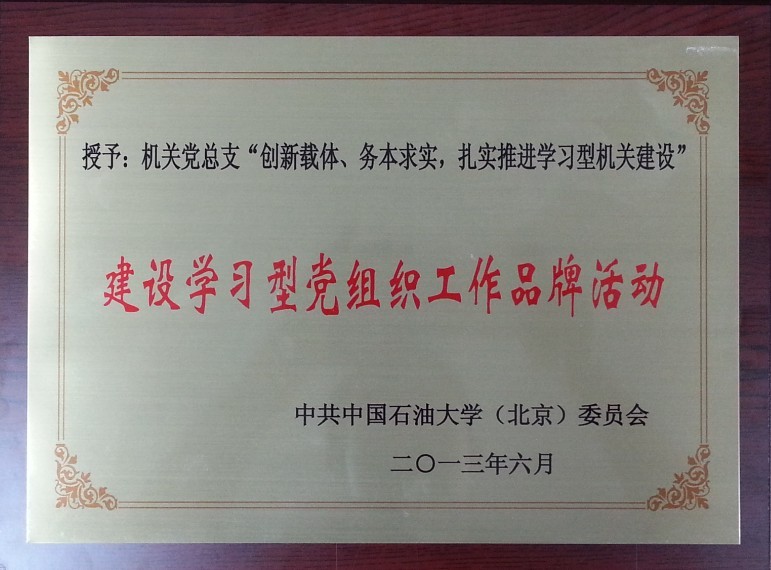 授予：机关党总支“创新载体、务本求实，扎实推进学习型机关建设”
建设学习型党组织工作品牌活动
中共中国石油大学（北京）委员会
二〇一三年六月